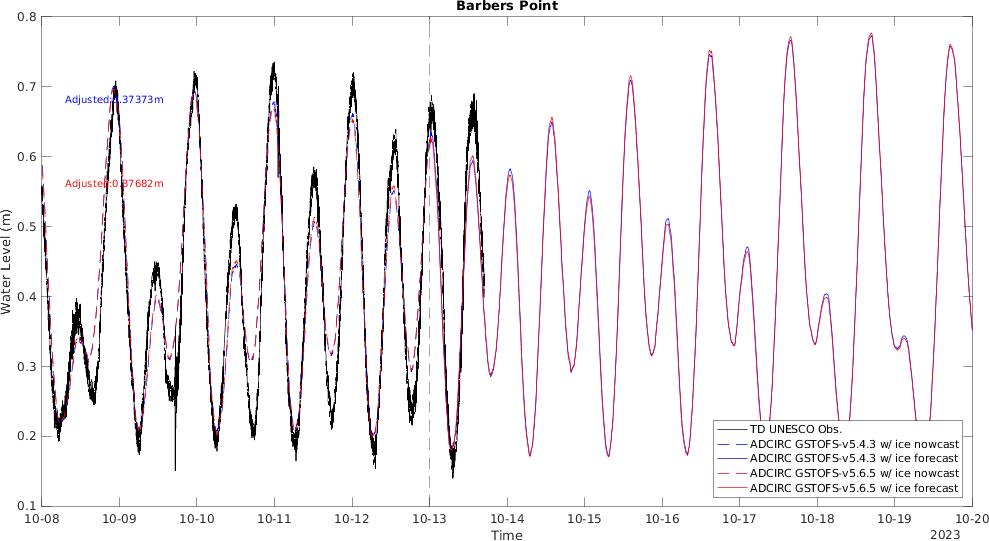 Barbers Point
0.8
0.7
0.6
0.5
0.4
0.3
0.2
0.1
Water Level (m)
Adjusted:0.37373m
Adjusted:0.37682m
TD UNESCO Obs.
ADCIRC GSTOFS-v5.4.3 w/ ice nowcast
ADCIRC GSTOFS-v5.4.3 w/ ice forecast
ADCIRC GSTOFS-v5.6.5 w/ ice nowcast
ADCIRC GSTOFS-v5.6.5 w/ ice forecast
10-08 10-09 10-10 10-11 10-12 10-13 10-14 10-15 10-16 10-17 10-18 10-19 10-20
Time
2023